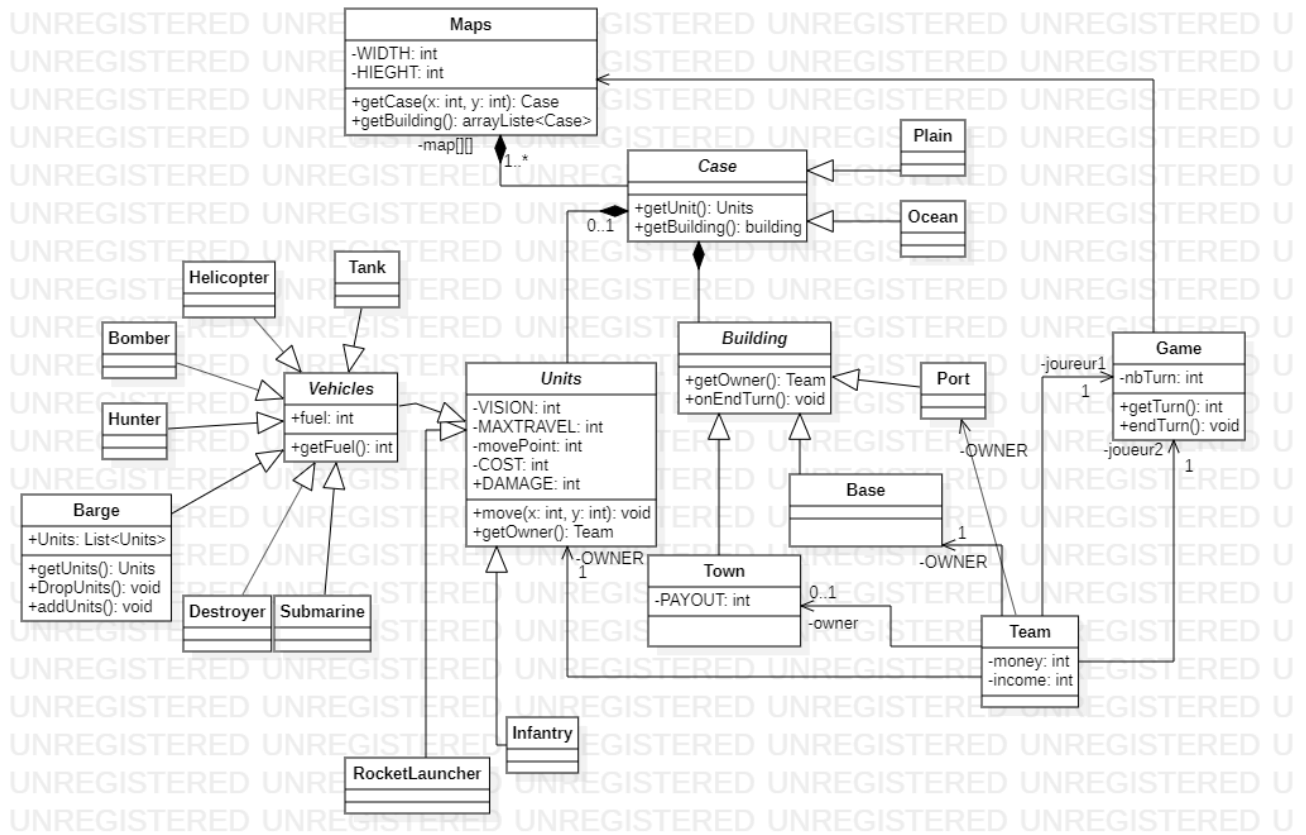 UNREGISTERED
Maps
-WIDTH: int
-HIEGHT: int
+getCase(x: int, y: int): Case
+getBuilding(): arrayListe<Case>
-map[][]
1..*
Case
+getUnit(): Units
+getBuilding(): building
0..1
Plain
Ocean
Helicopter
Tank
Bomber
Hunter
Vehicles
+fuel: int
+getFuel(): int
Barge
+Units: List<Units>
+getUnits(): Units
+DropUnits(): void
+addUnits(): void
Destroyer
Submarine
Units
-VISION: int
-MAXTRAVEL: int
-movePoint: int
-COST: int
+DAMAGE: int
+move(x: int, y: int): void
+getOwner(): Team
-OWNER
1
Building
+getOwner(): Team
+onEndTurn(): void
Port
-OWNER
Base
1
-OWNER
Town
-PAYOUT: int
0..1
-owner
Game
-nbTurn: int
+getTurn(): int
+endTurn(): void
-joureur1
1
-joueur2
1
Team
-money: int
-income: int
Infantry
RocketLauncher